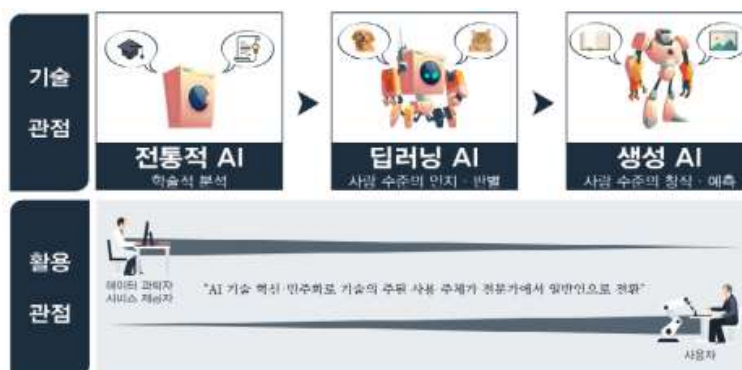 기술
관점
전통적 AI
학술적 분석
딥러닝 AI
사람 수준의 인지 · 판별
생성 AI
사람 수준의 창작 · 예측
활용
관점
데이터 과학자
서비스 제공자
"AI 기술 혁신·민주화로 기술의 주된 사용 주체가 전문가에서 일반인으로 전환"
사용자